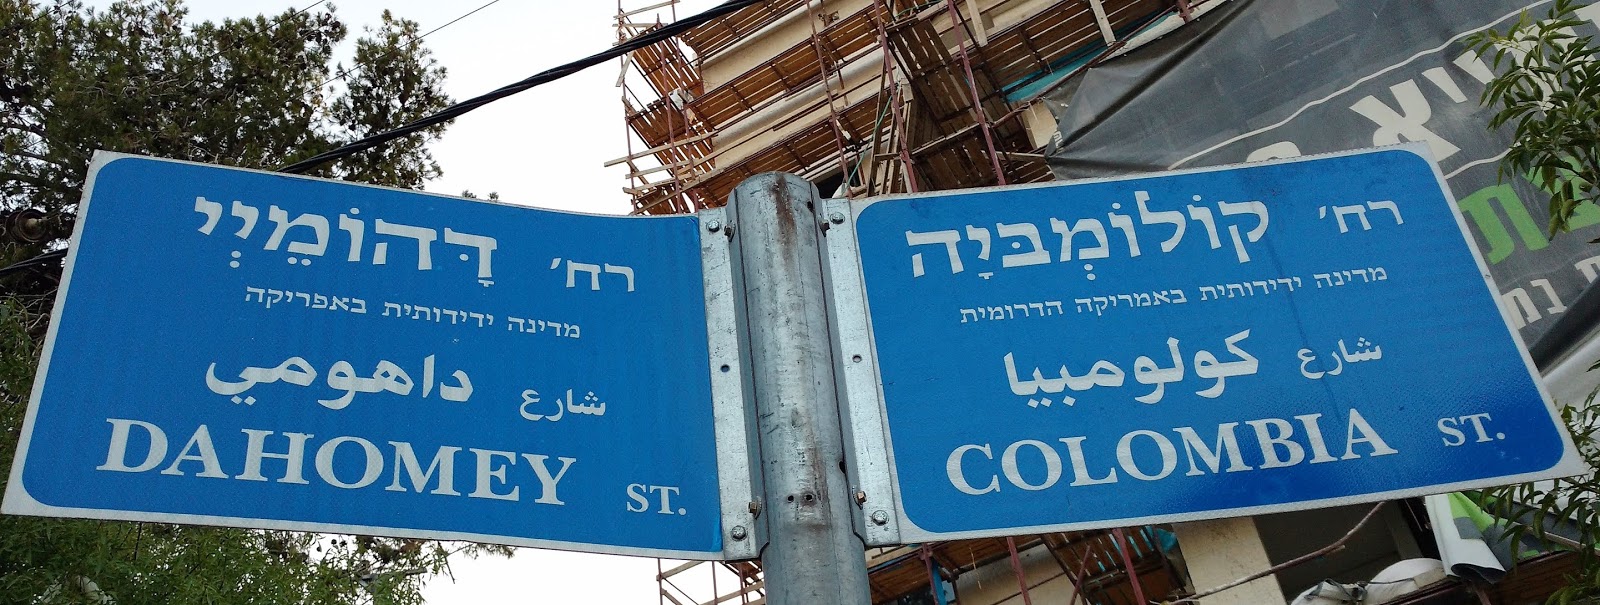 רח' דָּהוֹמֵיְי
מדינה ידידותית באפריקה
شارع داهومي
DAHOMEY ST.
רח' קוֹלוֹמְבִּיָה
מדינה ידידותית באמריקה הדרומית
شارع كولومبيا
COLOMBIA ST.